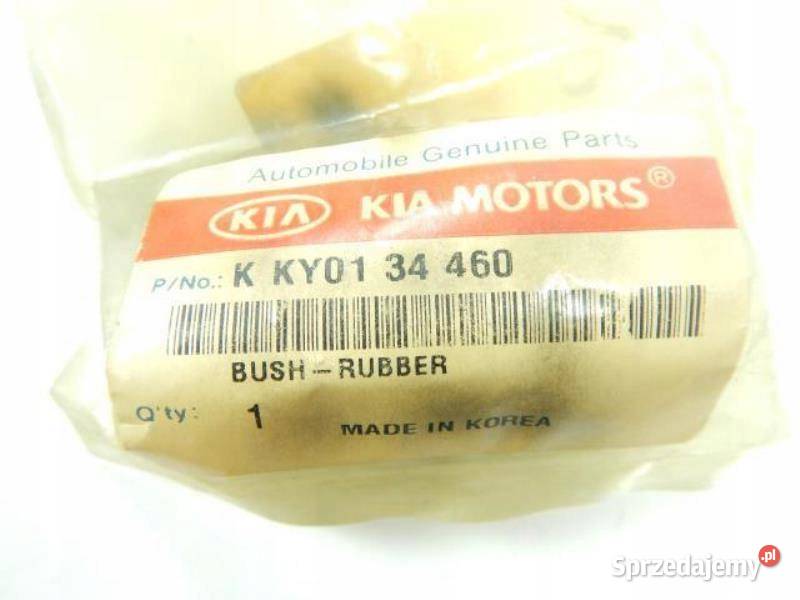 Automobile Genuine Parts
KIA KIA MOTORS®
P/No.: K KY01 34 460
BUSH-RUBBER
Q'ty: 1
MADE IN KOREA
Sprzedajemy.pl